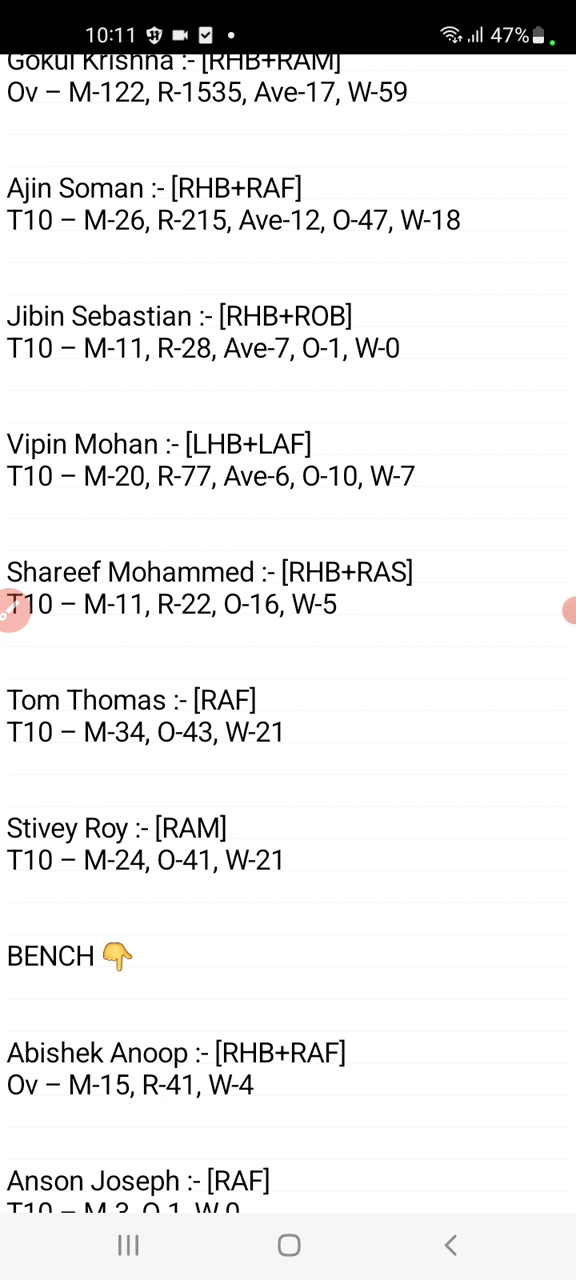 10:11 47%
Gokul Krishna :- [RHB+RAM]
Ov – M-122, R-1535, Ave-17, W-59
Ajin Soman :- [RHB+RAF]
T10 – M-26, R-215, Ave-12, O-47, W-18
Jibin Sebastian :- [RHB+ROB]
T10 – M-11, R-28, Ave-7, O-1, W-0
Vipin Mohan :- [LHB+LAF]
T10 – M-20, R-77, Ave-6, O-10, W-7
Shareef Mohammed :- [RHB+RAS]
T10 – M-11, R-22, O-16, W-5
Tom Thomas :- [RAF]
T10 – M-34, O-43, W-21
Stivey Roy :- [RAM]
T10 – M-24, O-41, W-21
BENCH 👇
Abishek Anoop :- [RHB+RAF]
Ov – M-15, R-41, W-4
Anson Joseph :- [RAF]
T10 – M-3, O-1, W-0